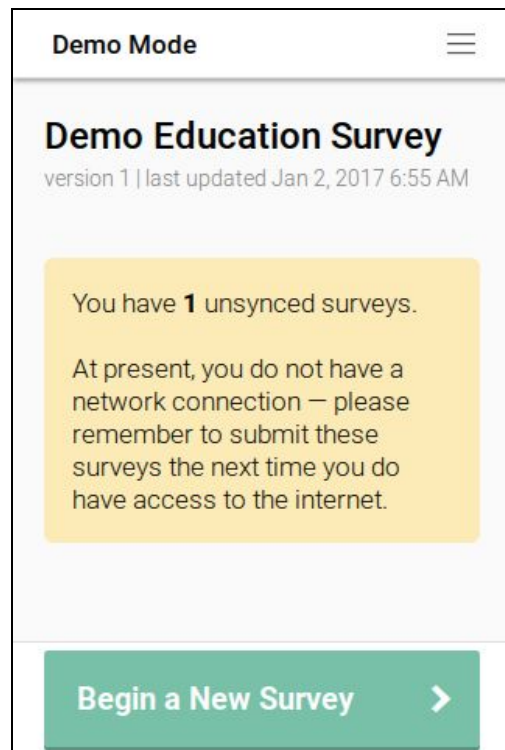 Demo Mode
Demo Education Survey
version 1 | last updated Jan 2, 2017 6:55 AM
You have 1 unsynced surveys.
At present, you do not have a
network connection — please
remember to submit these
surveys the next time you do
have access to the internet.
Begin a New Survey